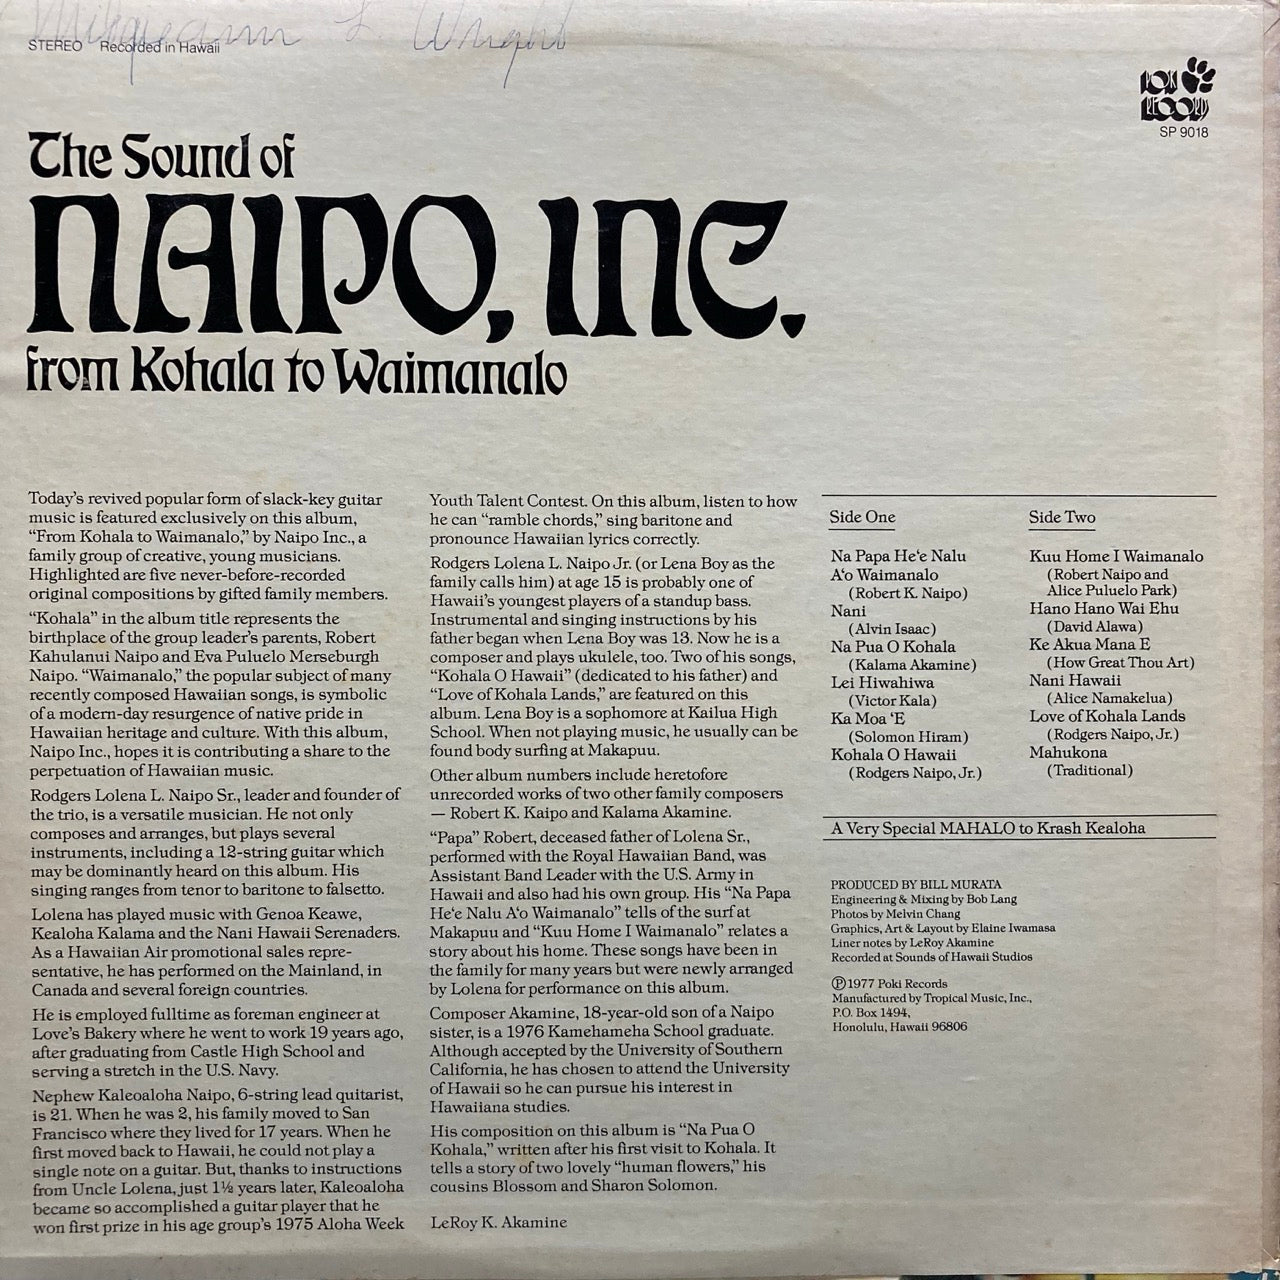 L. Wright
STEREO Recorded in Hawaii
POKI
RECORDS
SP 9018
The Sound of
NAIPO, INC.
from Kohala to Waimanalo
Today's revived popular form of slack-key guitar
music is featured exclusively on this album,
“From Kohala to Waimanalo,” by Naipo Inc., a
family group of creative, young musicians.
Highlighted are five never-before-recorded
original compositions by gifted family members.
“Kohala” in the album title represents the
birthplace of the group leader's parents, Robert
Kahulanui Naipo and Eva Puluelo Merseburgh
Naipo. “Waimanalo,” the popular subject of many
recently composed Hawaiian songs, is symbolic
of a modern-day resurgence of native pride in
Hawaiian heritage and culture. With this album,
Naipo Inc., hopes it is contributing a share to the
perpetuation of Hawaiian music.
Rodgers Lolena L. Naipo Sr., leader and founder of
the trio, is a versatile musician. He not only
composes and arranges, but plays several
instruments, including a 12-string guitar which
may be dominantly heard on this album. His
singing ranges from tenor to baritone to falsetto.
Lolena has played music with Genoa Keawe,
Kealoha Kalama and the Nani Hawaii Serenaders.
As a Hawaiian Air promotional sales repre-
sentative, he has performed on the Mainland, in
Canada and several foreign countries.
He is employed fulltime as foreman engineer at
Love's Bakery where he went to work 19 years ago,
after graduating from Castle High School and
serving a stretch in the U.S. Navy.
Nephew Kaleoaloha Naipo, 6-string lead quitarist,
is 21. When he was 2, his family moved to San
Francisco where they lived for 17 years. When he
first moved back to Hawaii, he could not play a
single note on a guitar. But, thanks to instructions
from Uncle Lolena, just 1½ years later, Kaleoaloha
became so accomplished a guitar player that he
won first prize in his age group's 1975 Aloha Week
Youth Talent Contest. On this album, listen to how
he can “ramble chords,” sing baritone and
pronounce Hawaiian lyrics correctly.
Rodgers Lolena L. Naipo Jr. (or Lena Boy as the
family calls him) at age 15 is probably one of
Hawaii's youngest players of a standup bass.
Instrumental and singing instructions by his
father began when Lena Boy was 13. Now he is a
composer and plays ukulele, too. Two of his songs,
“Kohala O Hawaii” (dedicated to his father) and
“Love of Kohala Lands,” are featured on this
album. Lena Boy is a sophomore at Kailua High
School. When not playing music, he usually can be
found body surfing at Makapuu.
Other album numbers include heretofore
unrecorded works of two other family composers
— Robert K. Kaipo and Kalama Akamine.
“Papa” Robert, deceased father of Lolena Sr.,
performed with the Royal Hawaiian Band, was
Assistant Band Leader with the U.S. Army in
Hawaii and also had his own group. His “Na Papa
He‘e Nalu A‘o Waimanalo” tells of the surf at
Makapuu and “Kuu Home I Waimanalo” relates a
story about his home. These songs have been in
the family for many years but were newly arranged
by Lolena for performance on this album.
Composer Akamine, 18-year-old son of a Naipo
sister, is a 1976 Kamehameha School graduate.
Although accepted by the University of Southern
California, he has chosen to attend the University
of Hawaii so he can pursue his interest in
Hawaiiana studies.
His composition on this album is “Na Pua O
Kohala,” written after his first visit to Kohala. It
tells a story of two lovely “human flowers,” his
cousins Blossom and Sharon Solomon.
LeRoy K. Akamine
Side One
Na Papa He‘e Nalu
A‘o Waimanalo
(Robert K. Naipo)
Nani
(Alvin Isaac)
Na Pua O Kohala
(Kalama Akamine)
Lei Hiwahiwa
(Victor Kala)
Ka Moa ‘E
(Solomon Hiram)
Kohala O Hawaii
(Rodgers Naipo, Jr.)
Side Two
Kuu Home I Waimanalo
(Robert Naipo and
Alice Puluelo Park)
Hano Hano Wai Ehu
(David Alawa)
Ke Akua Mana E
(How Great Thou Art)
Nani Hawaii
(Alice Namakelua)
Love of Kohala Lands
(Rodgers Naipo, Jr.)
Mahukona
(Traditional)
A Very Special MAHALO to Krash Kealoha
PRODUCED BY BILL MURATA
Engineering & Mixing by Bob Lang
Photos by Melvin Chang
Graphics, Art & Layout by Elaine Iwamasa
Liner notes by LeRoy Akamine
Recorded at Sounds of Hawaii Studios
℗1977 Poki Records
Manufactured by Tropical Music, Inc.,
P.O. Box 1494,
Honolulu, Hawaii 96806